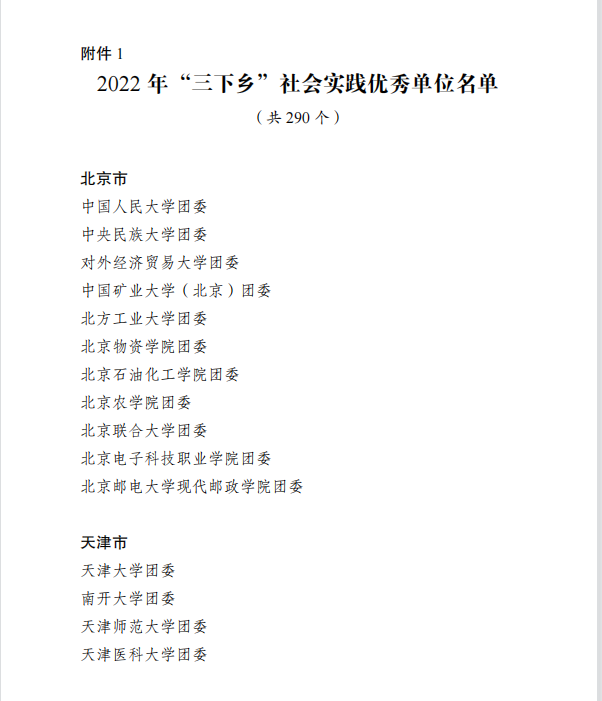 附件 1
2022 年“三下乡”社会实践优秀单位名单
（共 290 个）
北京市
中国人民大学团委
中央民族大学团委
对外经济贸易大学团委
中国矿业大学（北京）团委
北方工业大学团委
北京物资学院团委
北京石油化工学院团委
北京农学院团委
北京联合大学团委
北京电子科技职业学院团委
北京邮电大学现代邮政学院团委
天津市
天津大学团委
南开大学团委
天津师范大学团委
天津医科大学团委